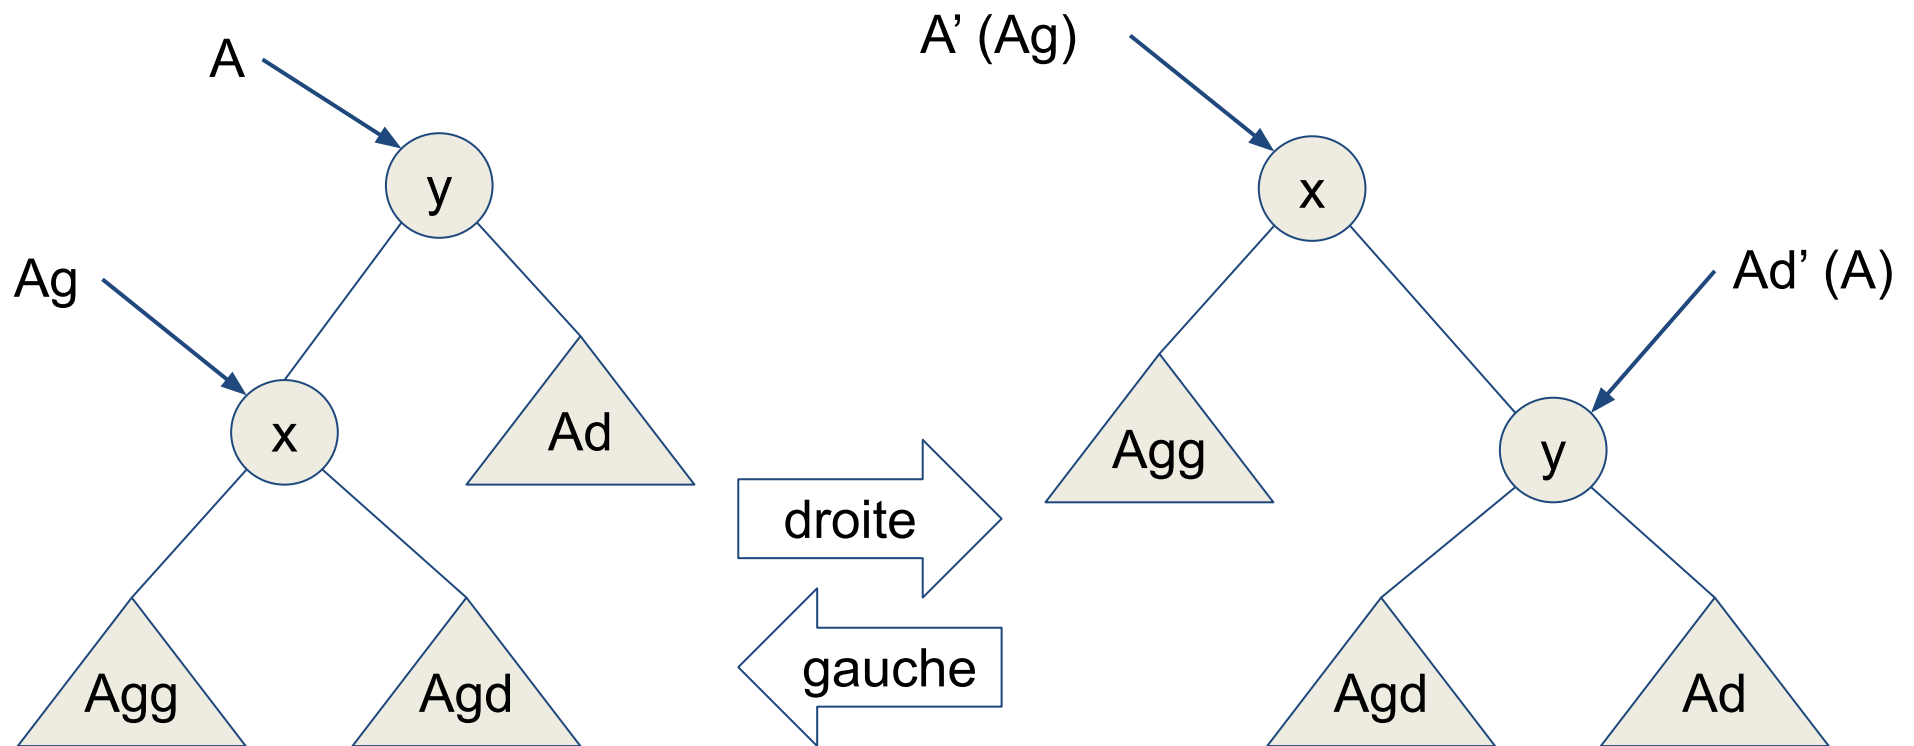 A
y
Ag
x
Ad
Agg
Agd
droite
gauche
A’ (Ag)
x
Ad’ (A)
Agg
y
Agd
Ad